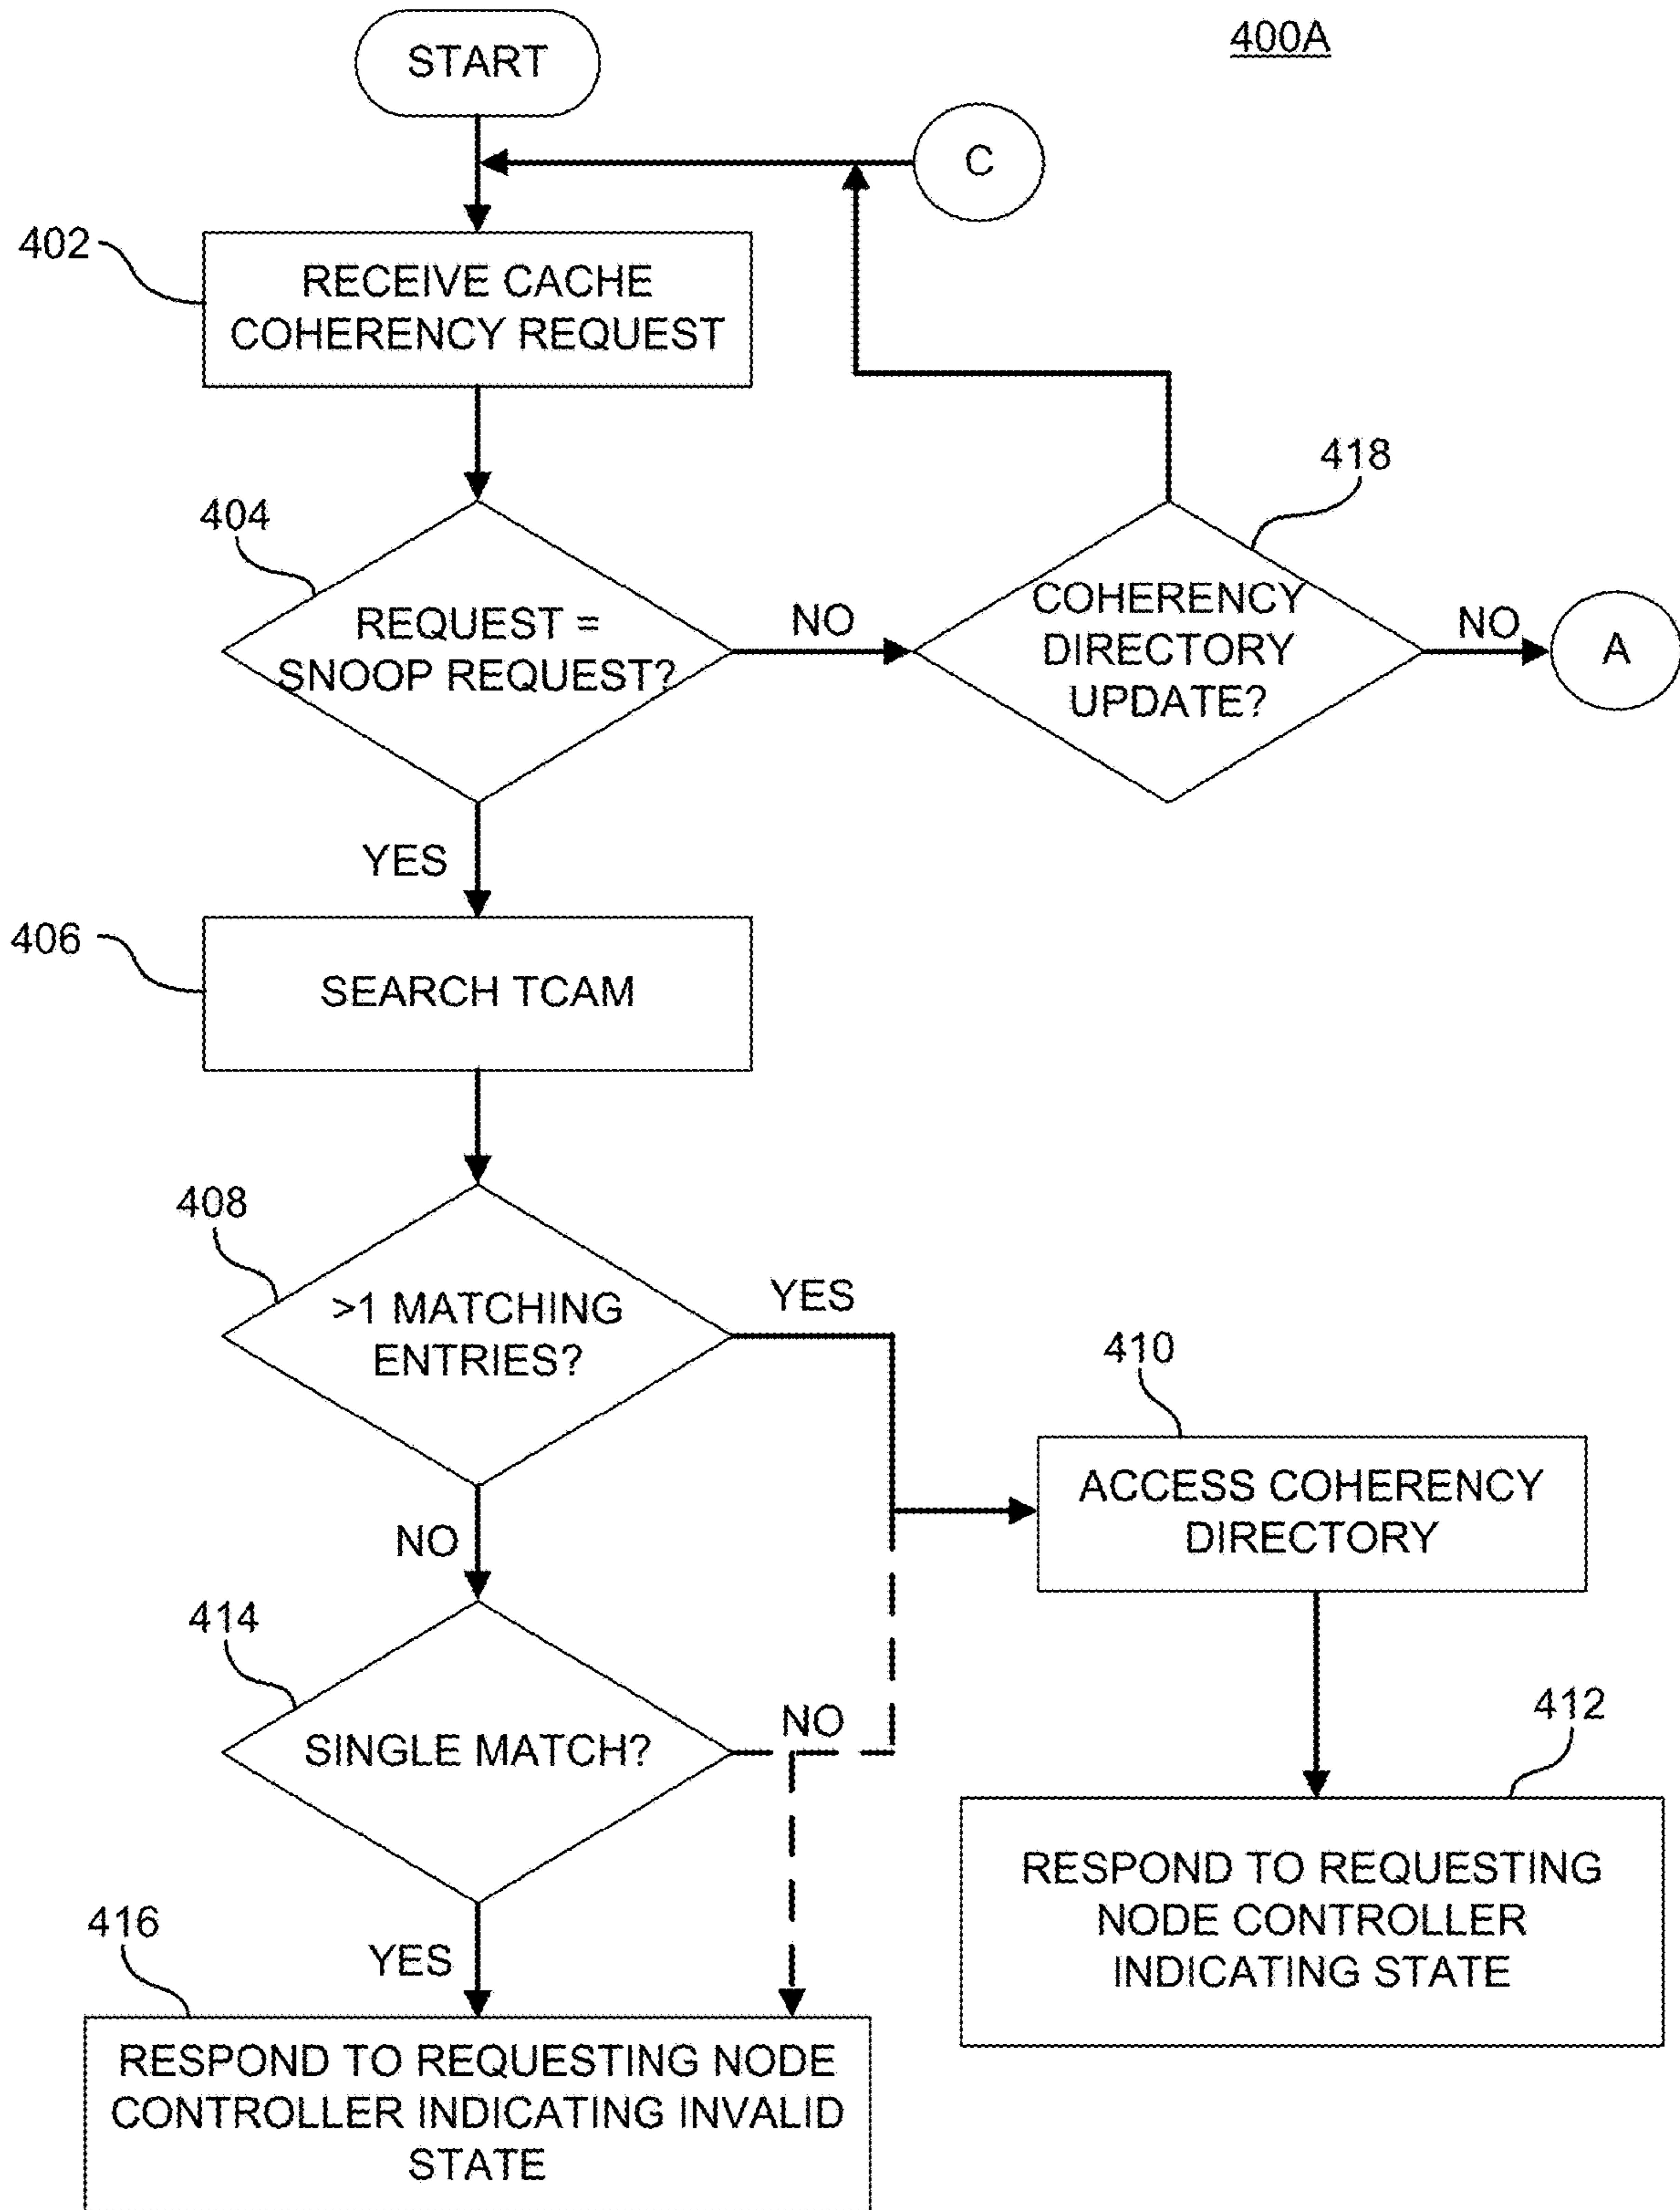 400A
START
C
402
RECEIVE CACHE
COHERENCY REQUEST
418
404
REQUEST =
SNOOP REQUEST?
NO
COHERENCY
DIRECTORY
UPDATE?
NO
A
YES
406
SEARCH TCAM
408
>1 MATCHING
ENTRIES?
YES
410
ACCESS COHERENCY
DIRECTORY
NO
414
SINGLE MATCH?
NO
412
RESPOND TO REQUESTING
NODE CONTROLLER
INDICATING STATE
416
YES
RESPOND TO REQUESTING NODE
CONTROLLER INDICATING INVALID
STATE